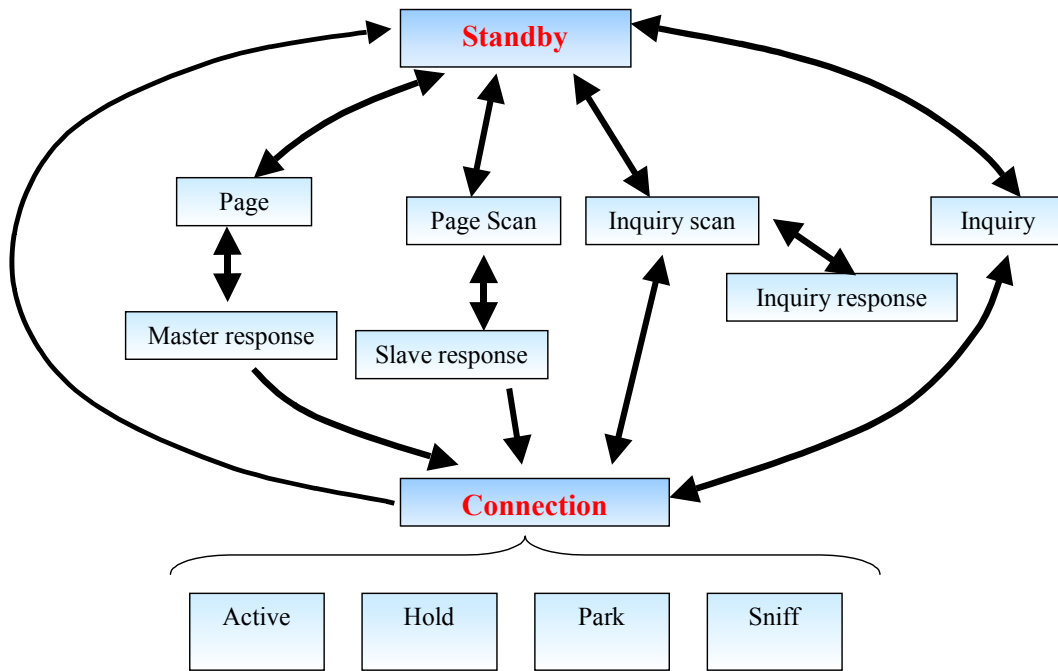 Standby
Page
Page Scan
Inquiry scan
Inquiry
Inquiry response
Master response
Slave response
Connection
Active
Hold
Park
Sniff